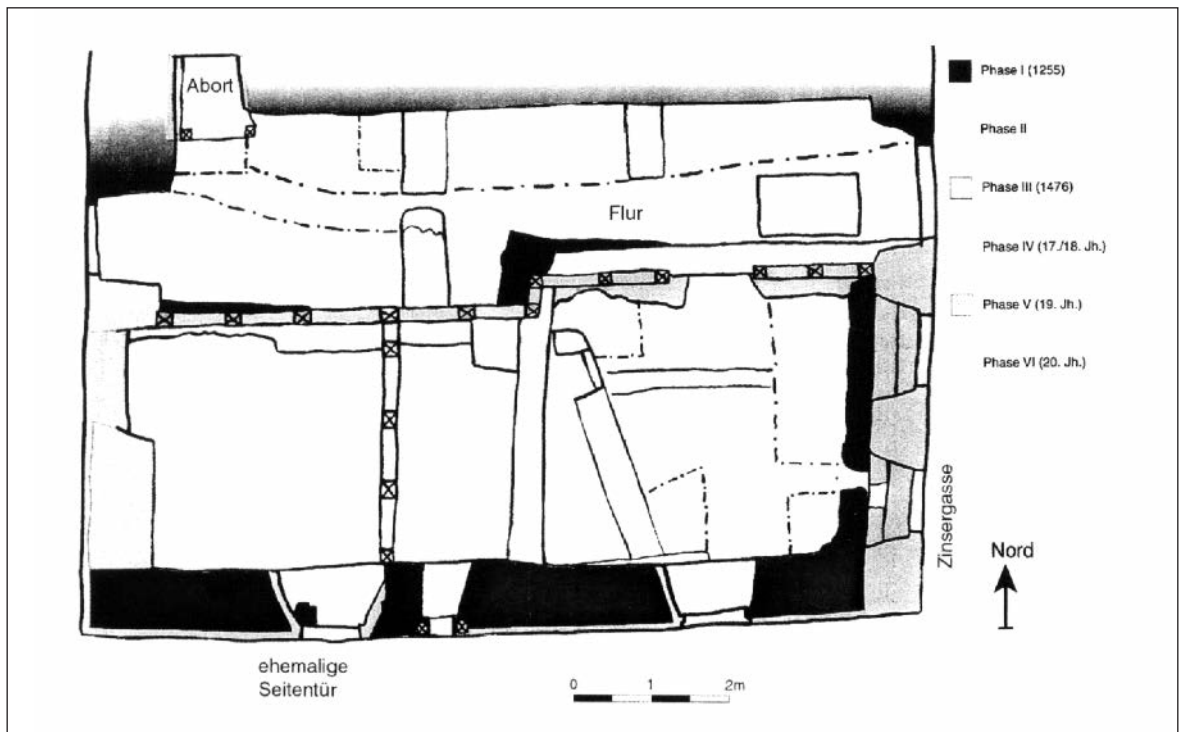 Abort
Flur
Phase I (1255)
Phase II
Phase III (1476)
Phase IV (17./18. Jh.)
Phase V (19. Jh.)
Phase VI (20. Jh.)
Zinsergasse
Nord
ehemalige
Seitentür
0 1 2m